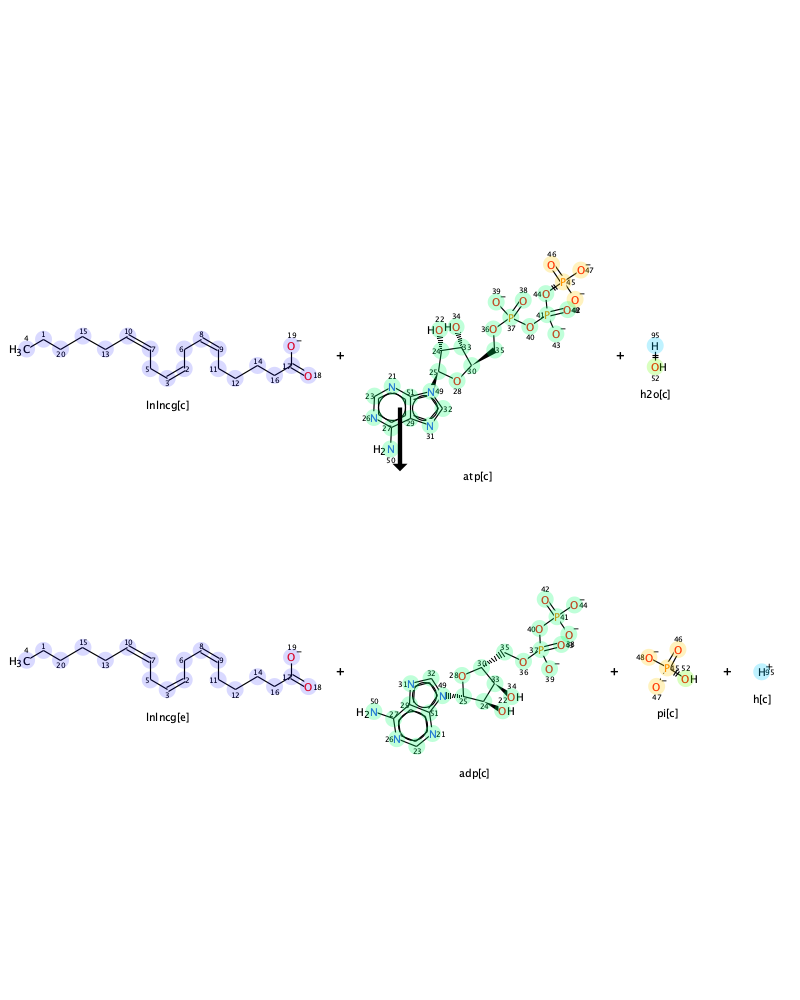 4 H₃C 1 20 15 13 10 7 5 3 2 6 8 9 11 12 14 16 17 O⁻ 19 O 18
lnlncg[c]
+
46 O O⁻ 47 P 45 O⁻ 44 O 39 O⁻ 38 O P 37 36 O O 40 41 P O O⁻ 43
22 HO 34 HO 24 33 35 30 25 O 28
21 N 51 N 49 23 32 26 N 27 29 N 31 H₂N 50
atp[c]
+
95 H
OH
52
h2o[c]
4 H₃C 1 20 15 13 10 7 5 3 2 6 8 9 11 12 14 16 17 O⁻ 19 O 18
lnlncg[e]
+
42 O O⁻ 44 P 41 40 O O⁻ 37 P O O⁻ 39
35 O 36 30 28 O 33 34 OH 22 OH 24 25
32 31 N 49 N 29 51 50 H₂N 27 26 N N 21 23
adp[c]
+
46 O 48 O⁻ P 45 52 OH O⁻ 47
pi[c]
+
H⁺ 95
h[c]